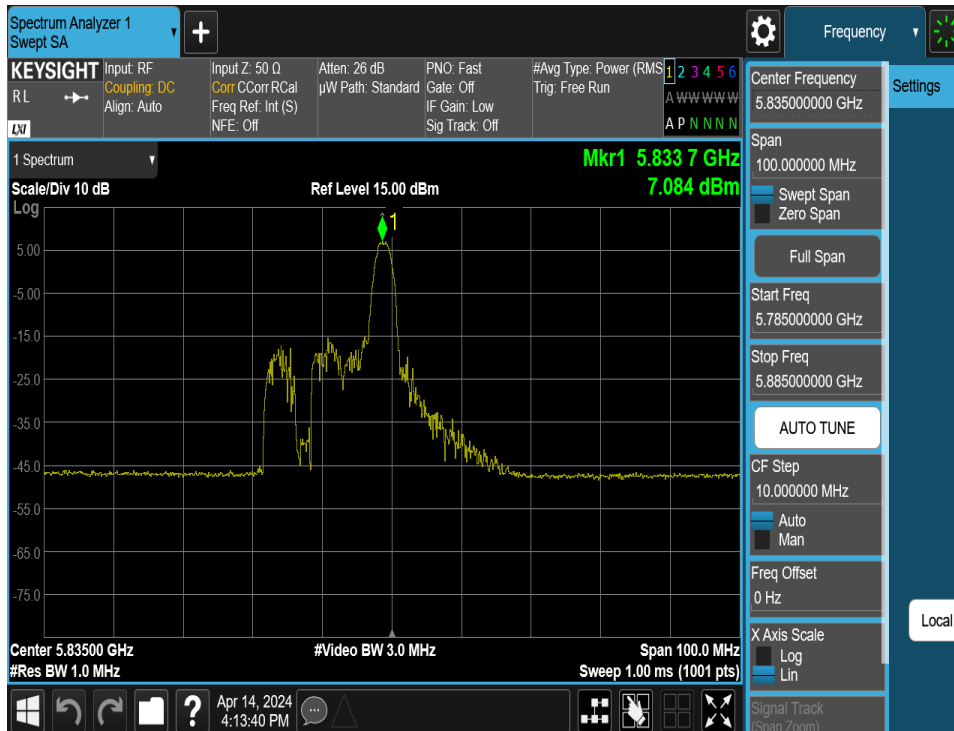 Spectrum Analyzer 1
Swept SA
+
Frequency
KEYSIGHT
R L
LXI
Input: RF
Coupling: DC
Align: Auto
Input Z: 50 Ω
Corr CCorr RCal
Freq Ref: Int (S)
NFE: Off
Atten: 26 dB
µW Path: Standard
PNO: Fast
Gate: Off
IF Gain: Low
Sig Track: Off
#Avg Type: Power (RMS
Trig: Free Run
1 2 3 4 5 6
A W W W W W
A P N N N N
1 Spectrum
Mkr1 5.833 7 GHz
7.084 dBm
Scale/Div 10 dB
Ref Level 15.00 dBm
Log
1
5.00
-5.00
-15.0
-25.0
-35.0
-45.0
-55.0
-65.0
-75.0
Center 5.83500 GHz
#Video BW 3.0 MHz
Span 100.0 MHz
#Res BW 1.0 MHz
Sweep 1.00 ms (1001 pts)
?
Apr 14, 2024
4:13:40 PM
Center Frequency
5.835000000 GHz
Span
100.000000 MHz
Swept Span
Zero Span
Full Span
Start Freq
5.785000000 GHz
Stop Freq
5.885000000 GHz
AUTO TUNE
CF Step
10.000000 MHz
Auto
Man
Freq Offset
0 Hz
X Axis Scale
Log
Lin
Signal Track
(Span Zoom)
Settings
Local